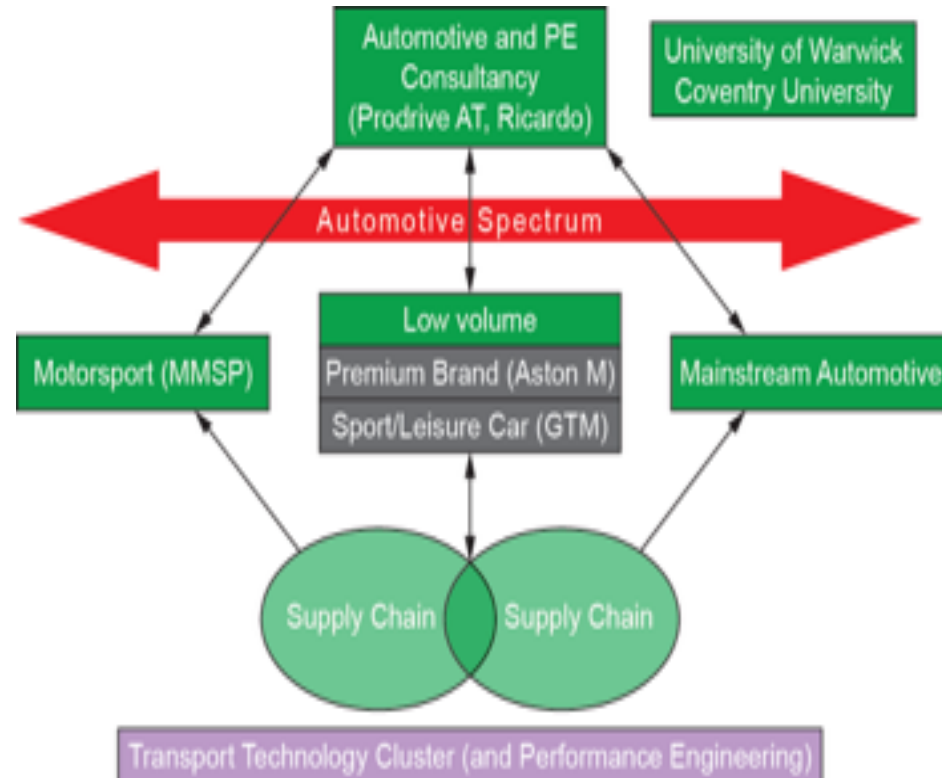 Automotive and PE
Consultancy
(Prodrive AT, Ricardo)
University of Warwick
Coventry University
Automotive Spectrum
Motorsport (MMSP)
Low volume
Premium Brand (Aston M)
Sport/Leisure Car (GTM)
Mainstream Automotive
Supply Chain
Supply Chain
Transport Technology Cluster (and Performance Engineering)